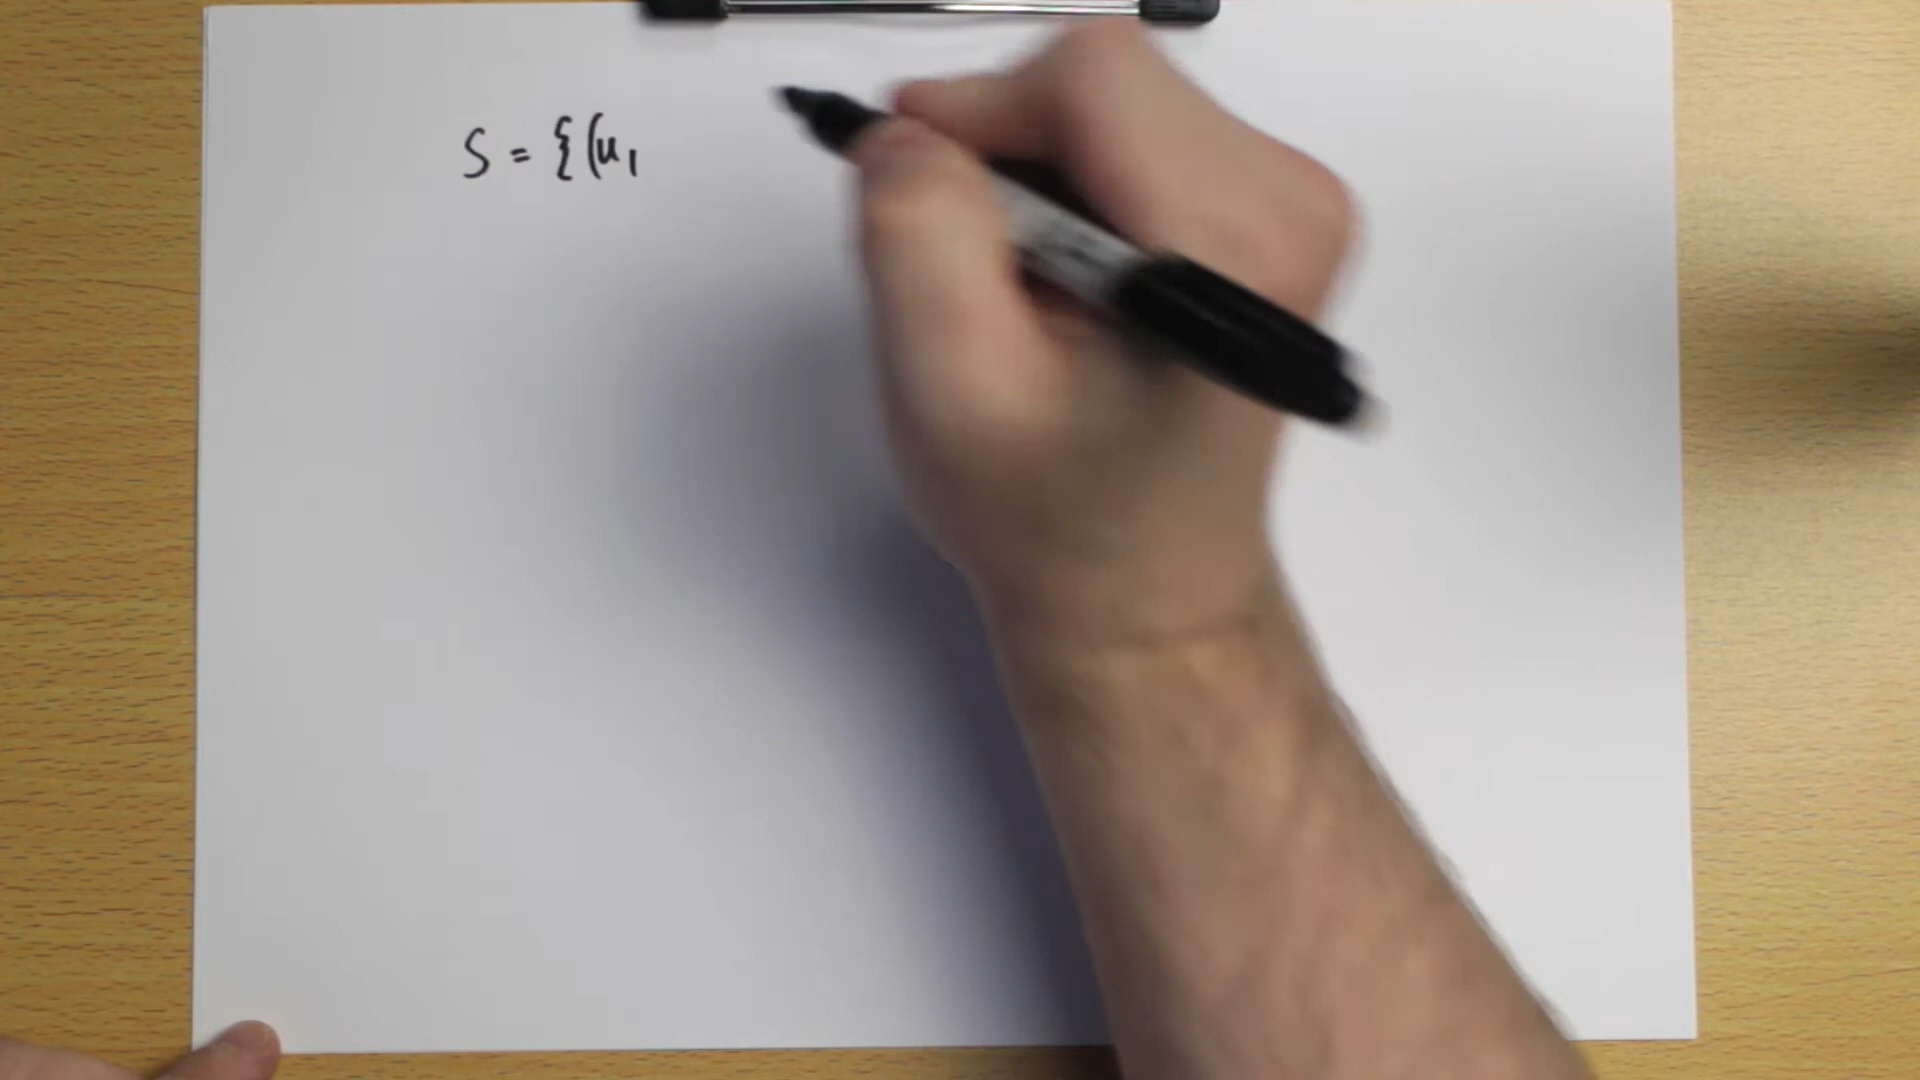 S = {(u₁